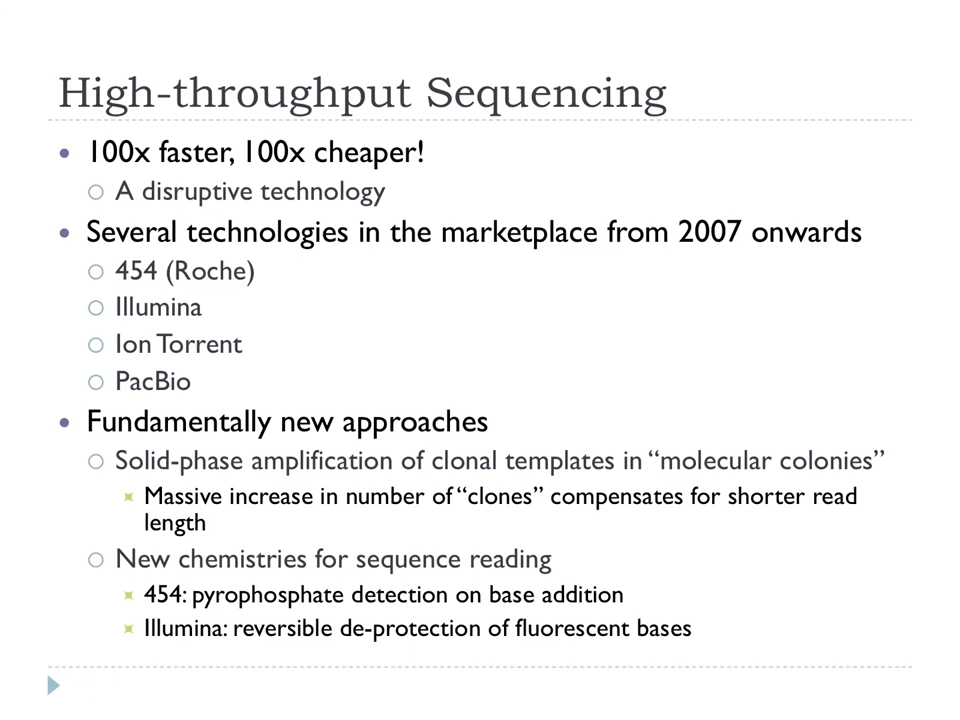 High-throughput Sequencing
100x faster, 100x cheaper!
A disruptive technology
Several technologies in the marketplace from 2007 onwards
454 (Roche)
Illumina
Ion Torrent
PacBio
Fundamentally new approaches
Solid-phase amplification of clonal templates in “molecular colonies”
Massive increase in number of “clones” compensates for shorter read
length
New chemistries for sequence reading
454: pyrophosphate detection on base addition
Illumina: reversible de-protection of fluorescent bases